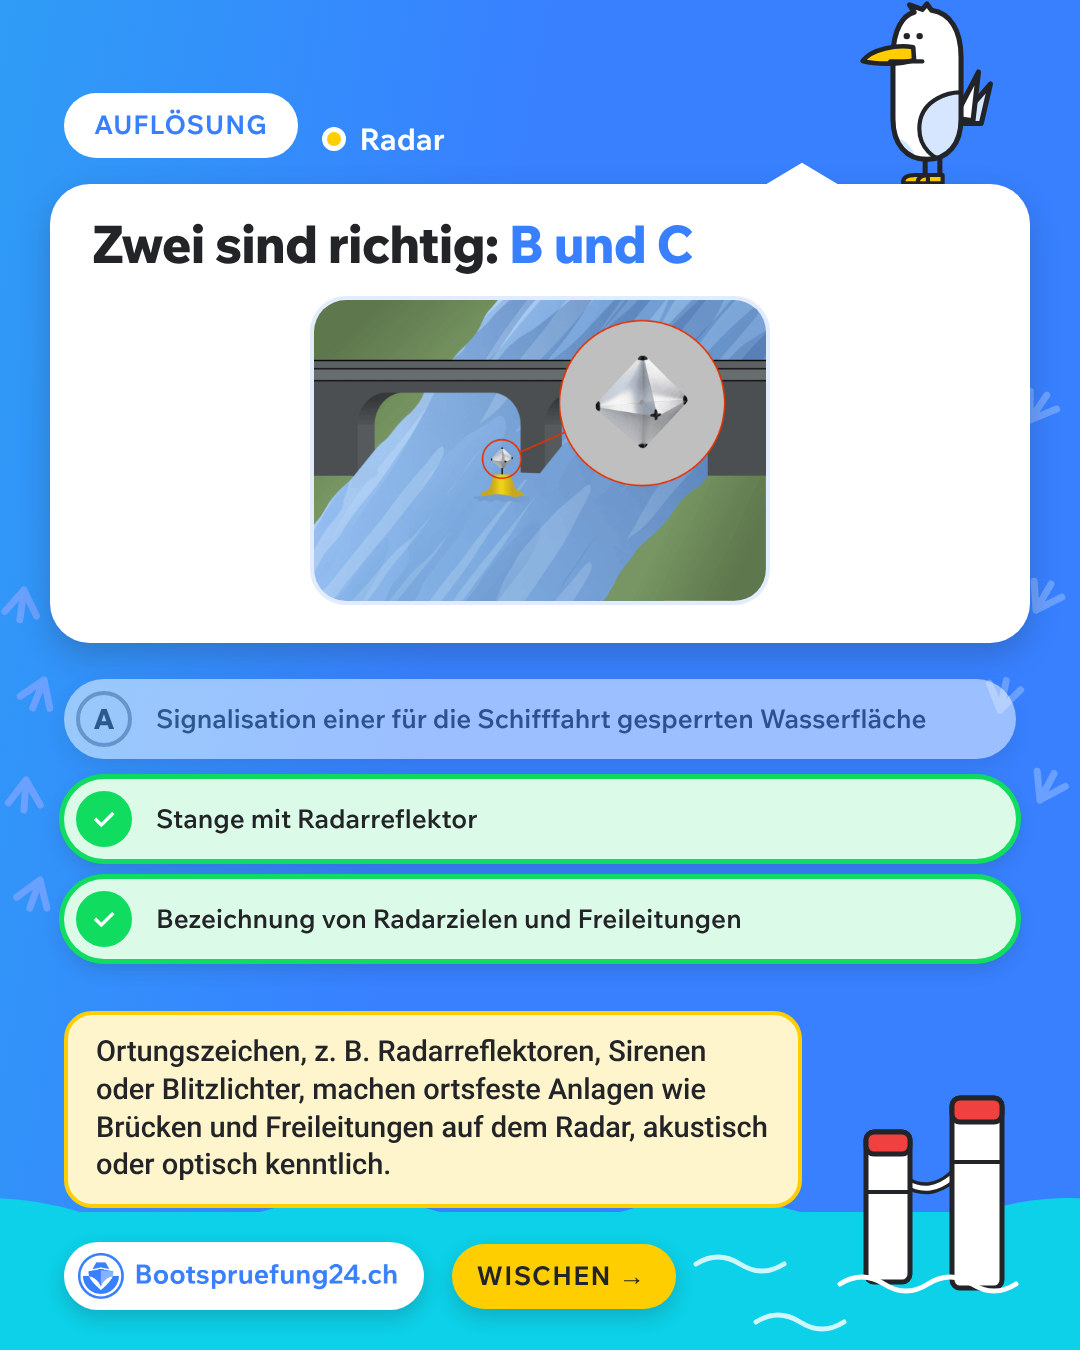 AUFLÖSUNG
Radar
Zwei sind richtig: B und C
A Signalisation einer für die Schifffahrt gesperrten Wasserfläche
Stange mit Radarreflektor
Bezeichnung von Radarzielen und Freileitungen
Ortungszeichen, z. B. Radarreflektoren, Sirenen
oder Blitzlichter, machen ortsfeste Anlagen wie
Brücken und Freileitungen auf dem Radar, akustisch
oder optisch kenntlich.
Bootspruefung24.ch
WISCHEN →